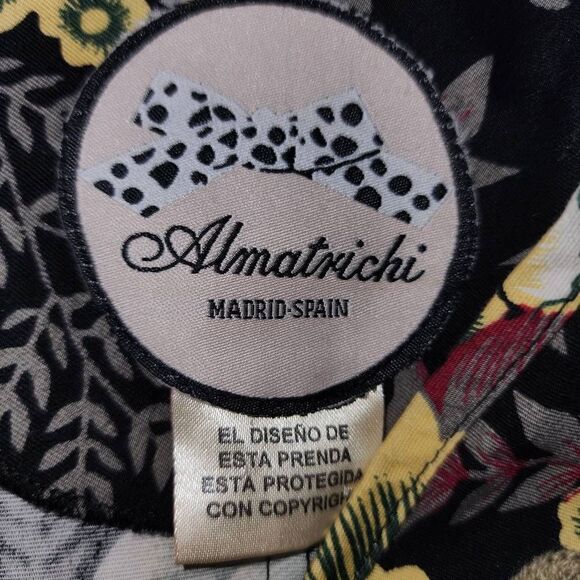 Almatrichi
MADRID-SPAIN
EL DISEÑO DE
ESTA PRENDA
ESTA PROTEGIDA
CON COPYRIGHT